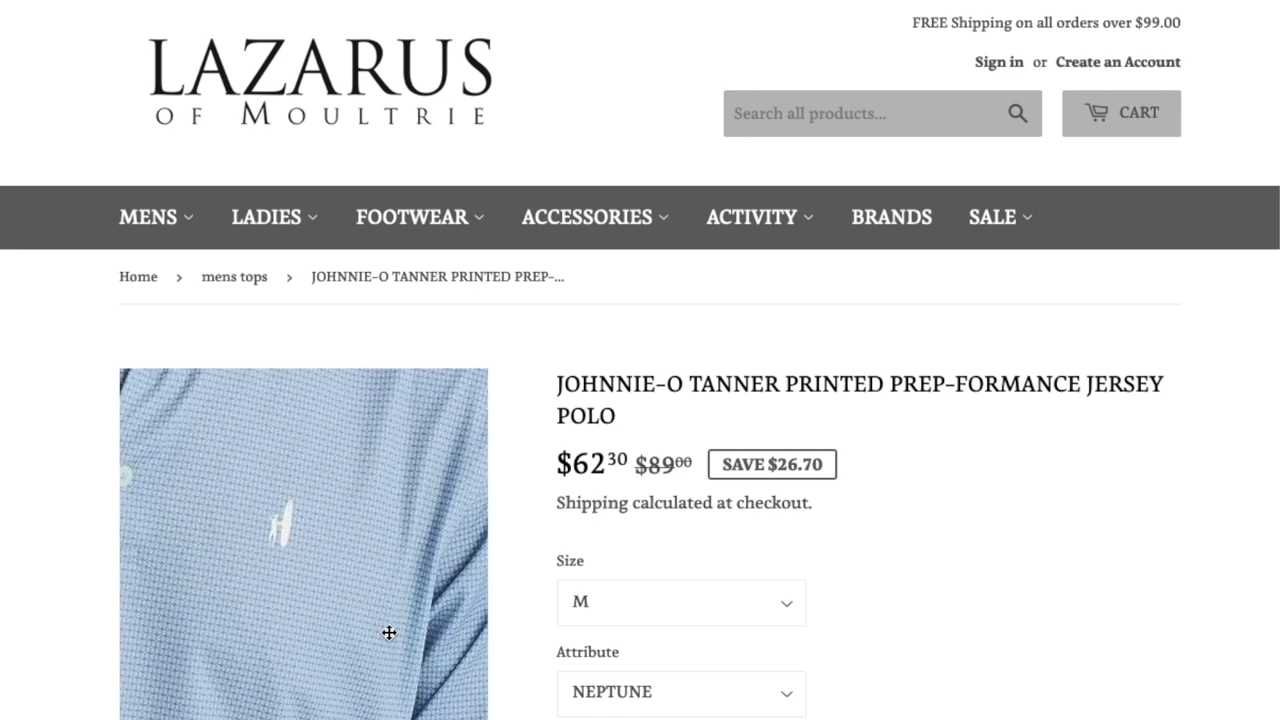 FREE Shipping on all orders over $99.00
LAZARUS
OF MOULTRIE
Sign in or Create an Account
Search all products...
CART
MENS LADIES FOOTWEAR ACCESSORIES ACTIVITY BRANDS SALE
Home › mens tops › JOHNNIE-O TANNER PRINTED PREP-...
JOHNNIE-O TANNER PRINTED PREP-FORMANCE JERSEY
POLO
$62.30 $89.00 SAVE $26.70
Shipping calculated at checkout.
Size
M
Attribute
NEPTUNE